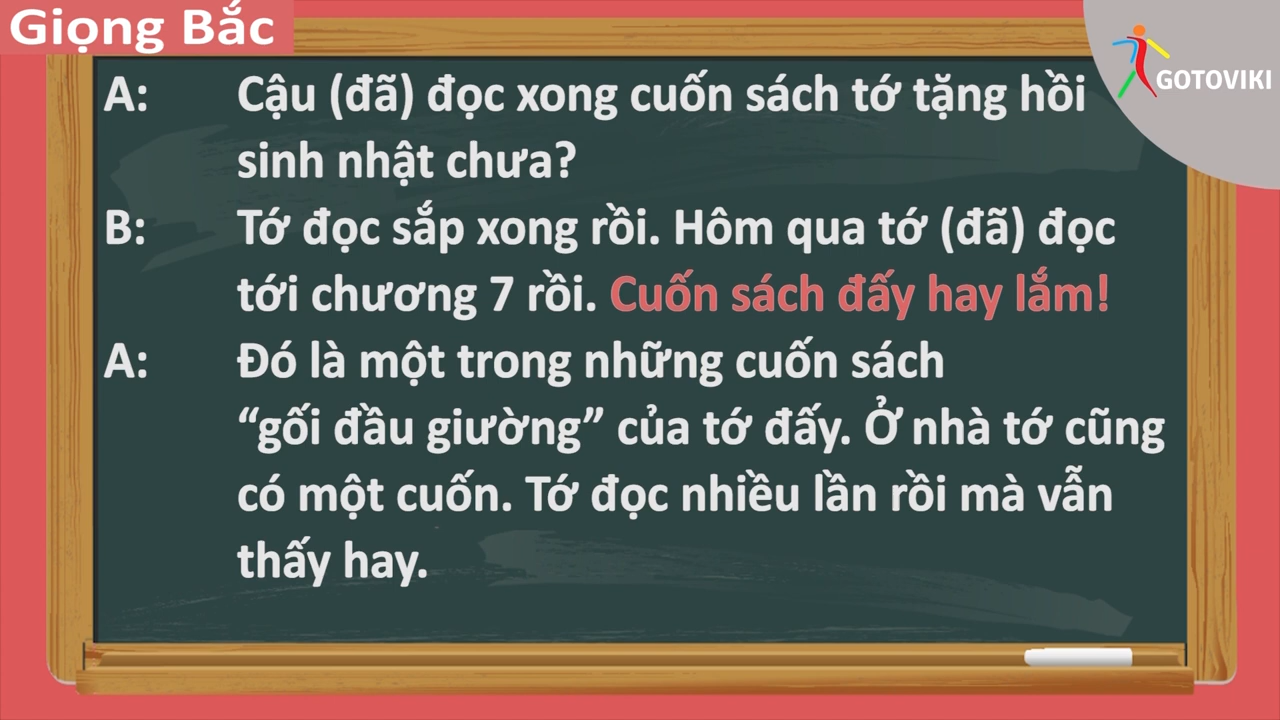 Giọng Bắc
GOTOVIKI
A: Cậu (đã) đọc xong cuốn sách tớ tặng hồi
sinh nhật chưa?
B: Tớ đọc sắp xong rồi. Hôm qua tớ (đã) đọc
tới chương 7 rồi. Cuốn sách đấy hay lắm!
A: Đó là một trong những cuốn sách
“gối đầu giường” của tớ đấy. Ở nhà tớ cũng
có một cuốn. Tớ đọc nhiều lần rồi mà vẫn
thấy hay.